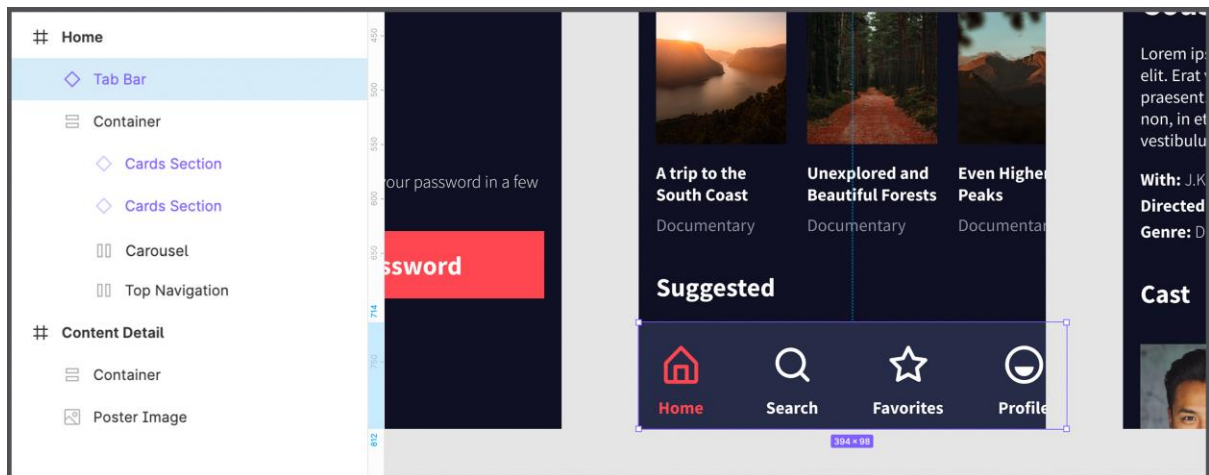 Home
Tab Bar
Container
Cards Section
Cards Section
Carousel
Top Navigation
Content Detail
Container
Poster Image
450
500
550
600
650
714
750
812
your password in a few
ssword
A trip to the
South Coast
Documentary
Unexplored and
Beautiful Forests
Documentary
Even Higher
Peaks
Documentar
Suggested
Home
Search
Favorites
Profile
394 × 98
Lorem ip
elit. Erat
praesent
non, in et
vestibulu
With: J.K
Directed
Genre: D
Cast